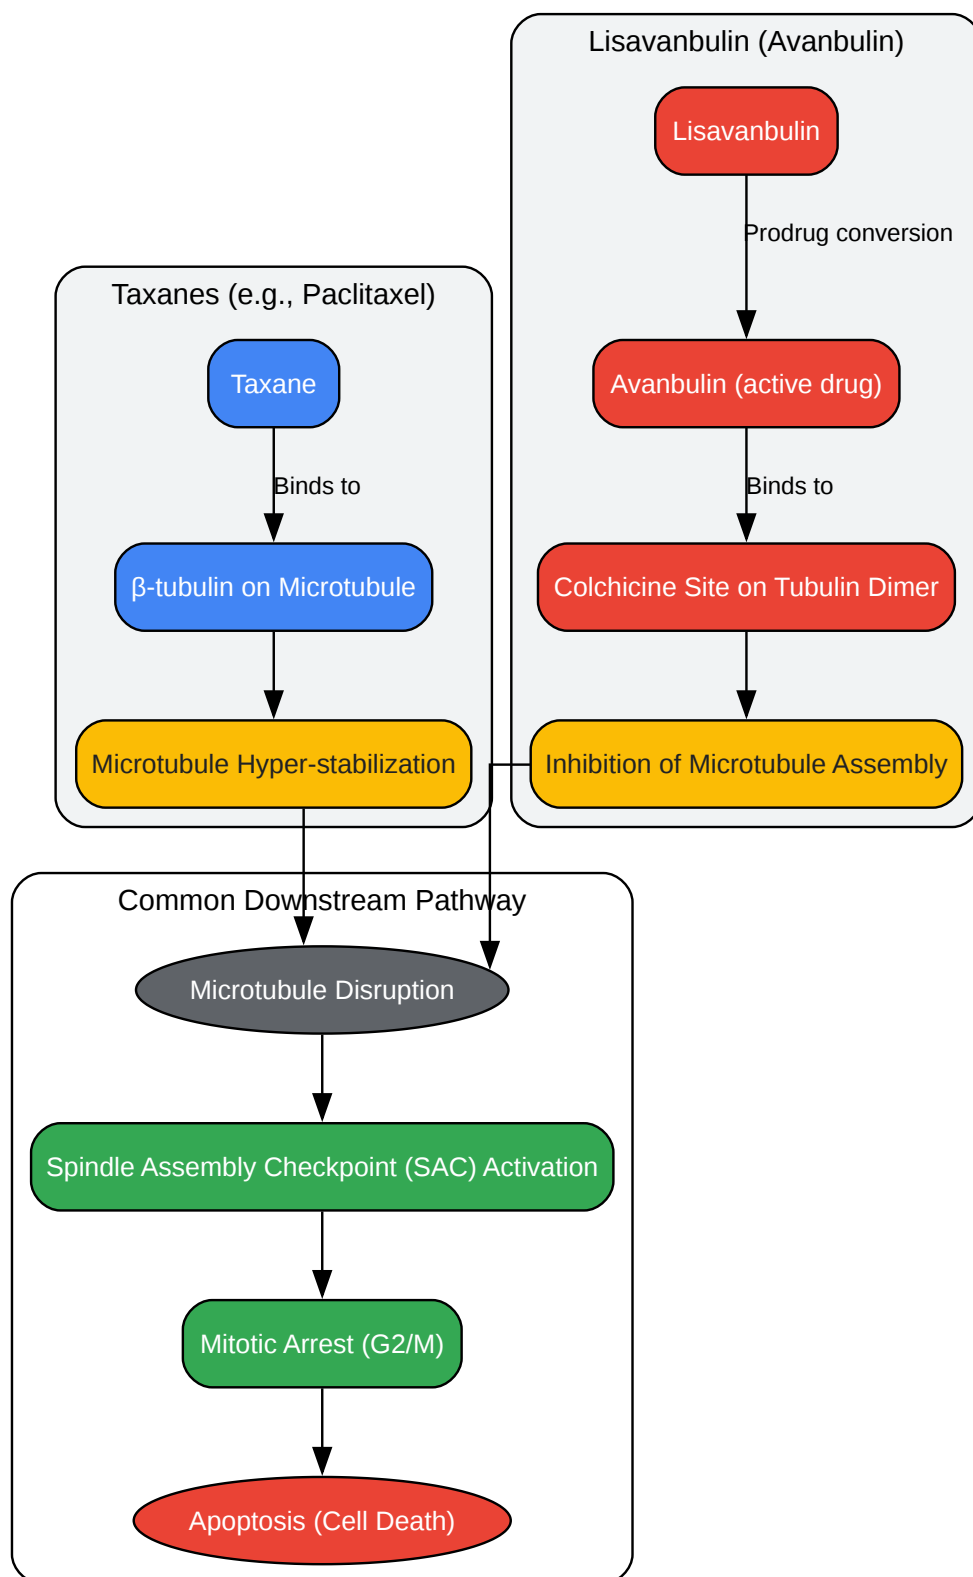 Lisavanbulin (Avanbulin)
Lisavanbulin
Prodrug conversion
Taxanes (e.g., Paclitaxel)
Taxane
Avanbulin (active drug)
Binds to
Binds to
β-tubulin on Microtubule
Colchicine Site on Tubulin Dimer
Microtubule Hyper-stabilization
Inhibition of Microtubule Assembly
Common Downstream Pathway
Microtubule Disruption
Spindle Assembly Checkpoint (SAC) Activation
Mitotic Arrest (G2/M)
Apoptosis (Cell Death)